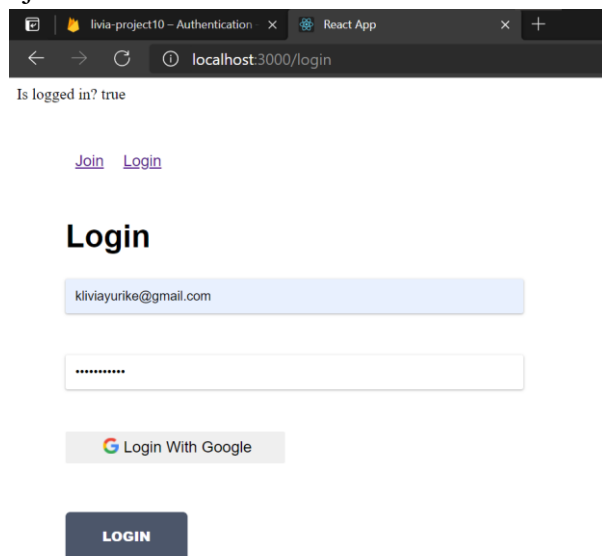 livia-project10 – Authentication -
React App
localhost:3000/login
Is logged in? true
Join Login
Login
kliviayurike@gmail.com
•••••••••••
Login With Google
LOGIN